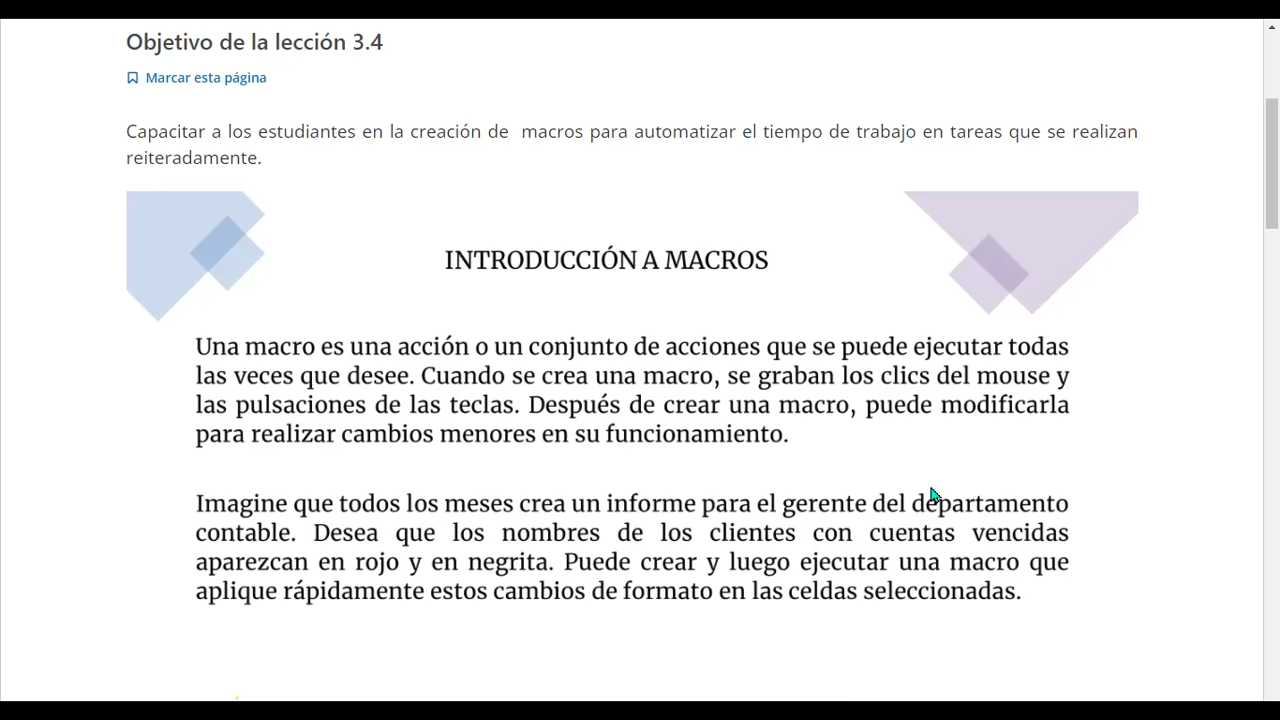 Objetivo de la lección 3.4
Marcar esta página
Capacitar a los estudiantes en la creación de macros para automatizar el tiempo de trabajo en tareas que se realizan
reiteradamente.
INTRODUCCIÓN A MACROS
Una macro es una acción o un conjunto de acciones que se puede ejecutar todas
las veces que desee. Cuando se crea una macro, se graban los clics del mouse y
las pulsaciones de las teclas. Después de crear una macro, puede modificarla
para realizar cambios menores en su funcionamiento.
Imagine que todos los meses crea un informe para el gerente del departamento
contable. Desea que los nombres de los clientes con cuentas vencidas
aparezcan en rojo y en negrita. Puede crear y luego ejecutar una macro que
aplique rápidamente estos cambios de formato en las celdas seleccionadas.